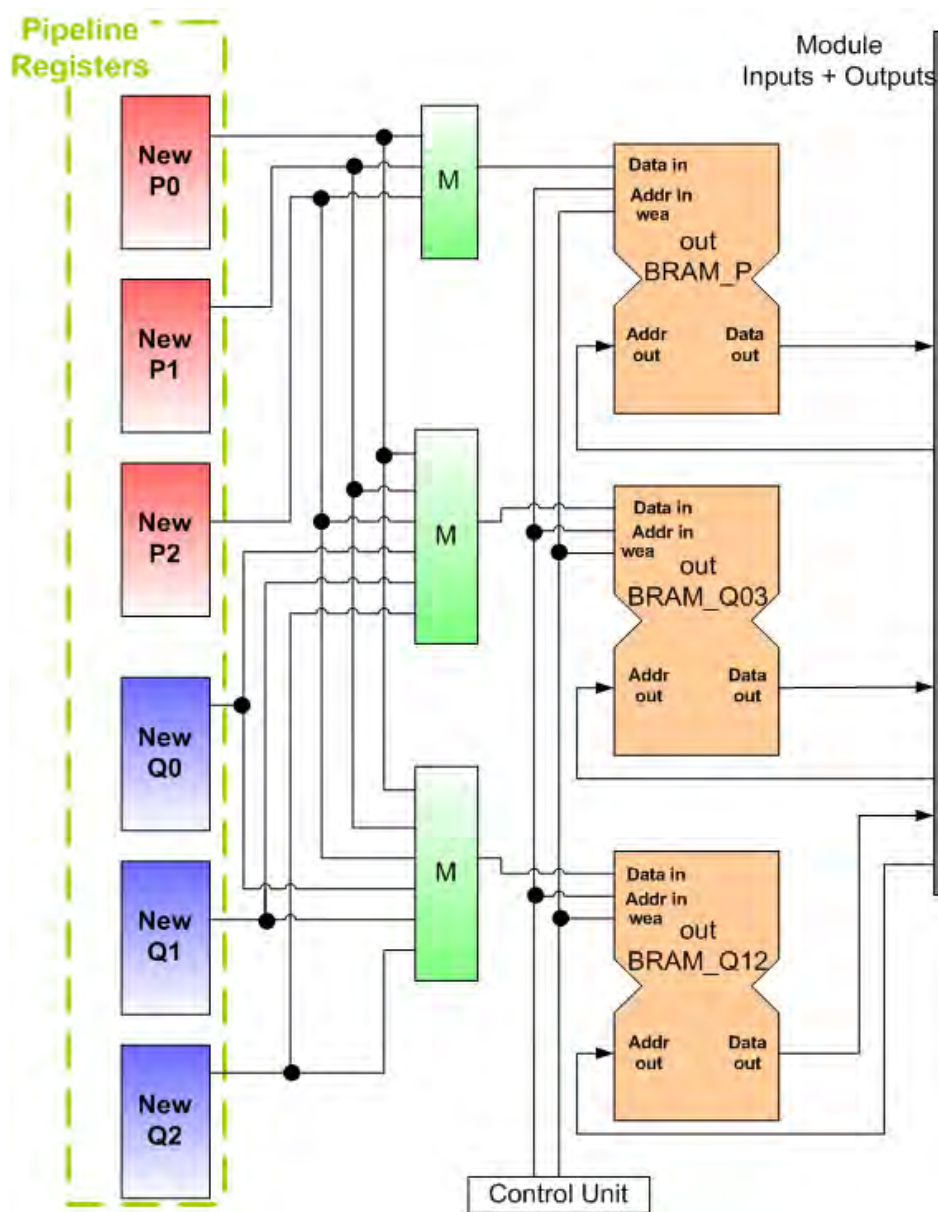 Pipeline
Registers
Module
Inputs + Outputs
New
P0
New
P1
New
P2
New
Q0
New
Q1
New
Q2
M
M
M
Data in
Addr in
wea
out
BRAM_P
Addr
out
Data
out
Data in
Addr in
wea
out
BRAM_Q03
Addr
out
Data
out
Data in
Addr in
wea
out
BRAM_Q12
Addr
out
Data
out
Control Unit